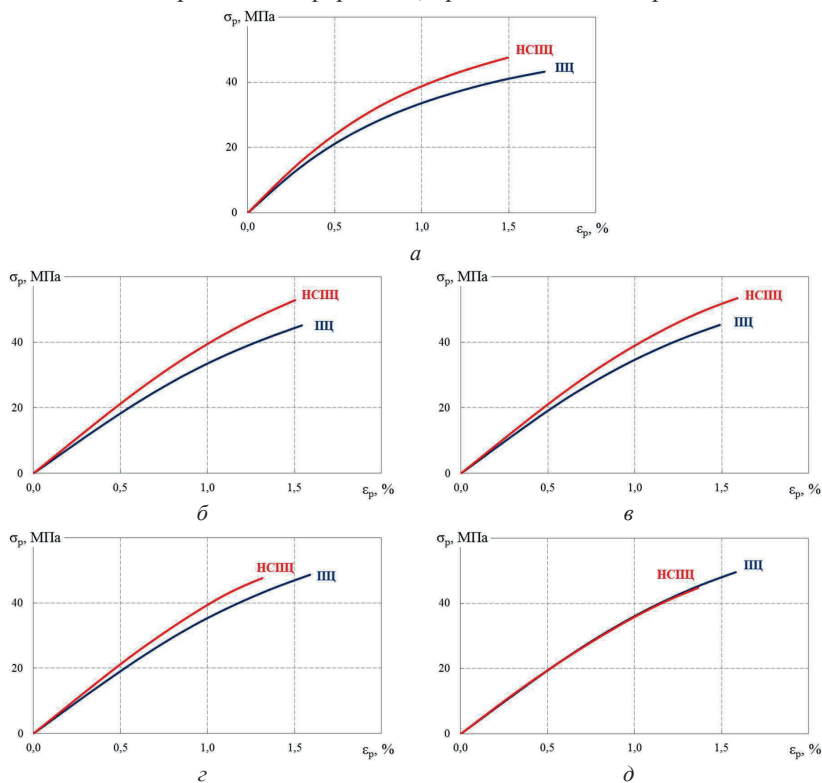 σр, МПа
НСПЦ
ПЦ
40
20
0
0,0 0,5 1,0 1,5 εр, %
а
σр, МПа σр, МПа
НСПЦ НСПЦ
ПЦ ПЦ
40 40
20 20
0 0
0,0 0,5 1,0 1,5 εр, % 0,0 0,5 1,0 1,5 εр, %
б в
σр, МПа σр, МПа
НСПЦ ПЦ НСПЦ ПЦ
40 40
20 20
0 0
0,0 0,5 1,0 1,5 εр, % 0,0 0,5 1,0 1,5 εр, %
г д